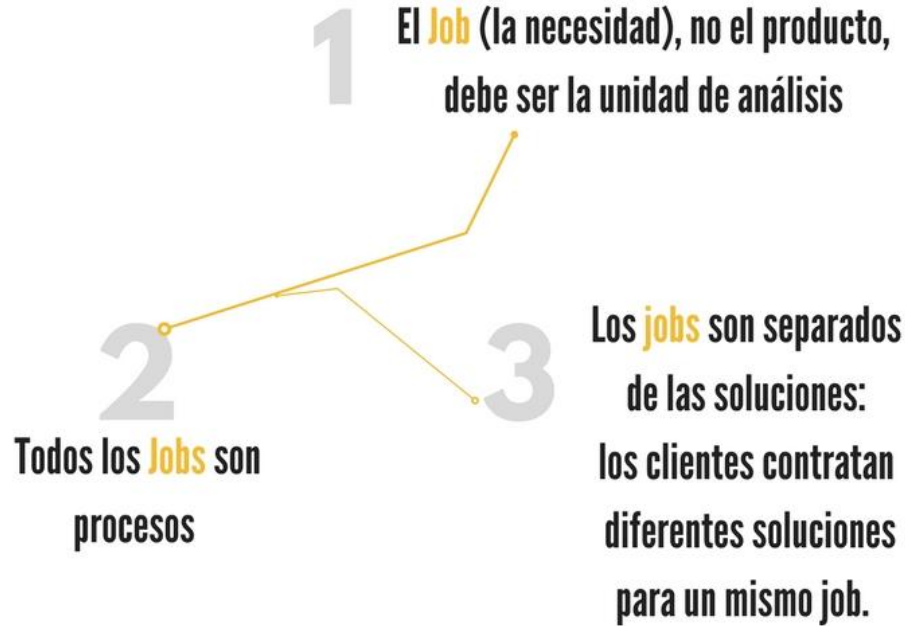 1
El Job (la necesidad), no el producto,
debe ser la unidad de análisis
2
Todos los Jobs son
procesos
3
Los jobs son separados
de las soluciones:
los clientes contratan
diferentes soluciones
para un mismo job.